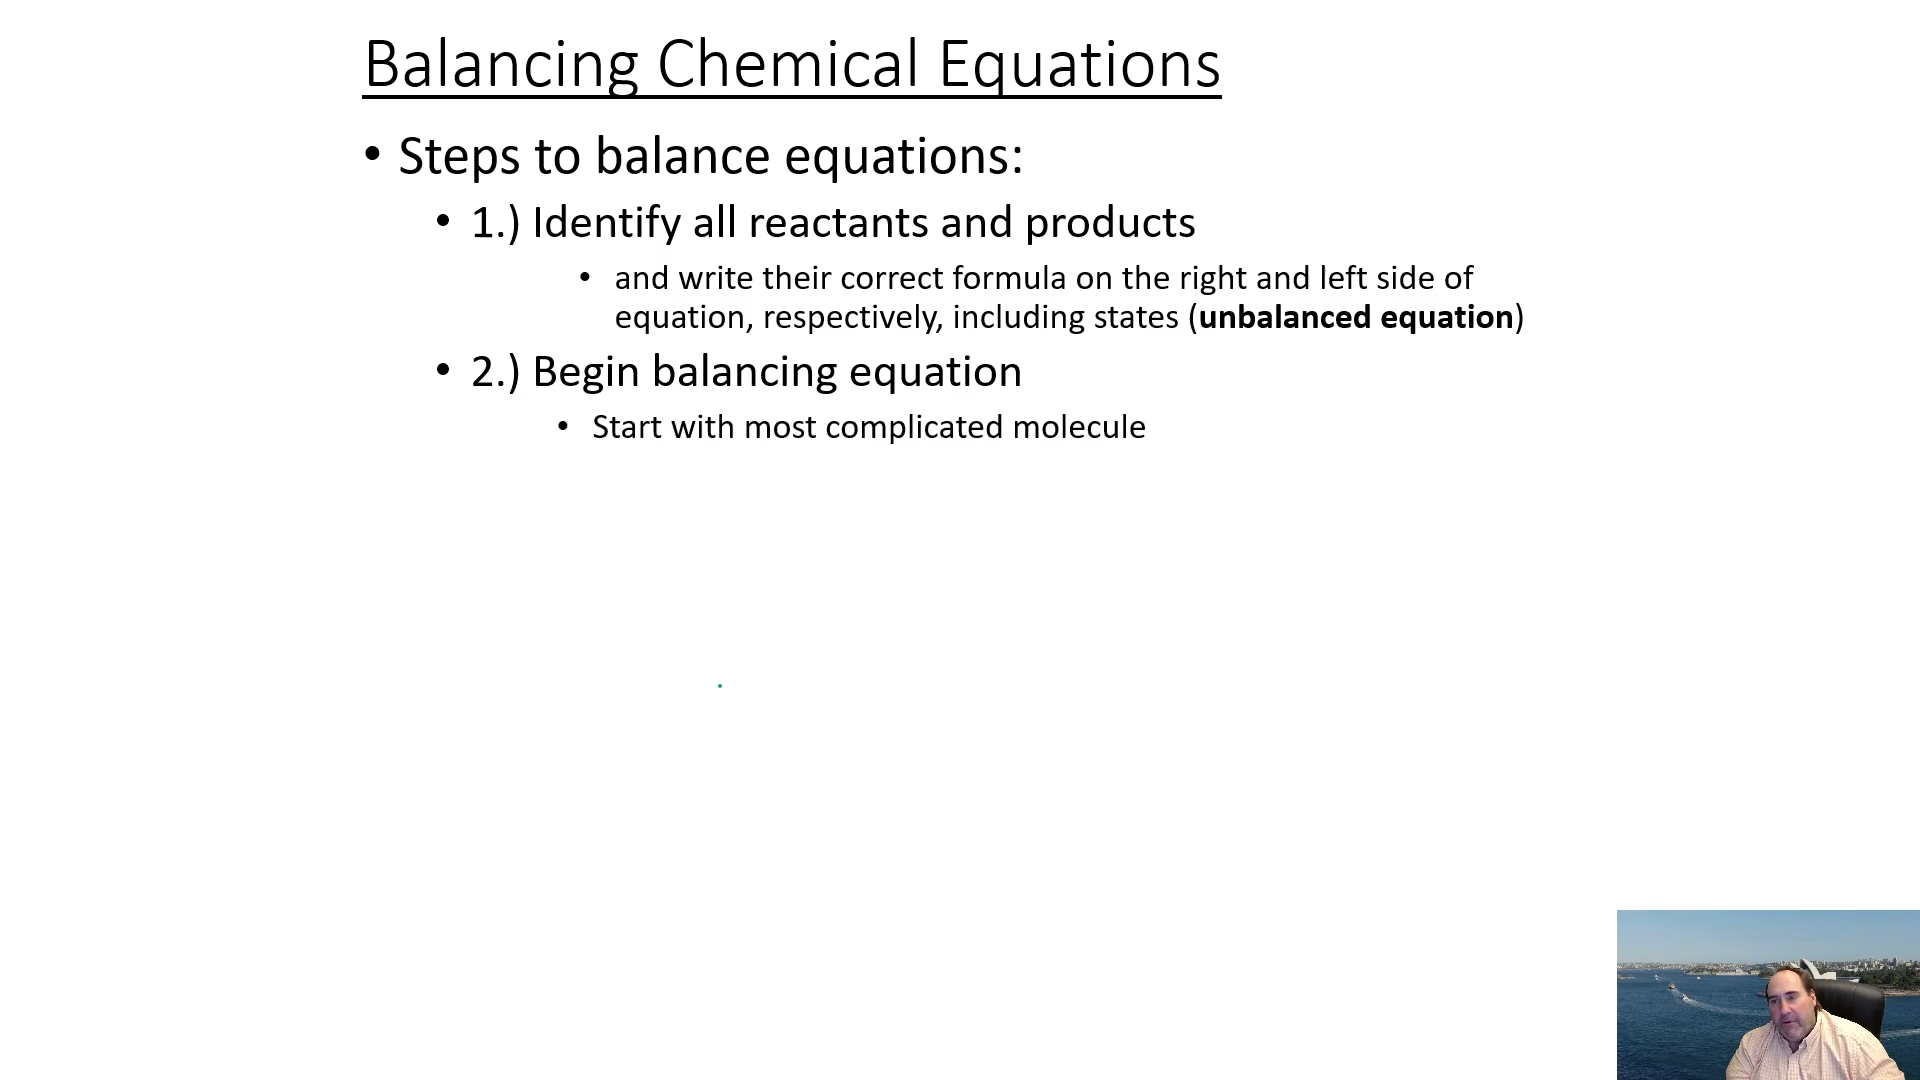 Balancing Chemical Equations
• Steps to balance equations:
• 1.) Identify all reactants and products
• and write their correct formula on the right and left side of
equation, respectively, including states (unbalanced equation)
• 2.) Begin balancing equation
• Start with most complicated molecule